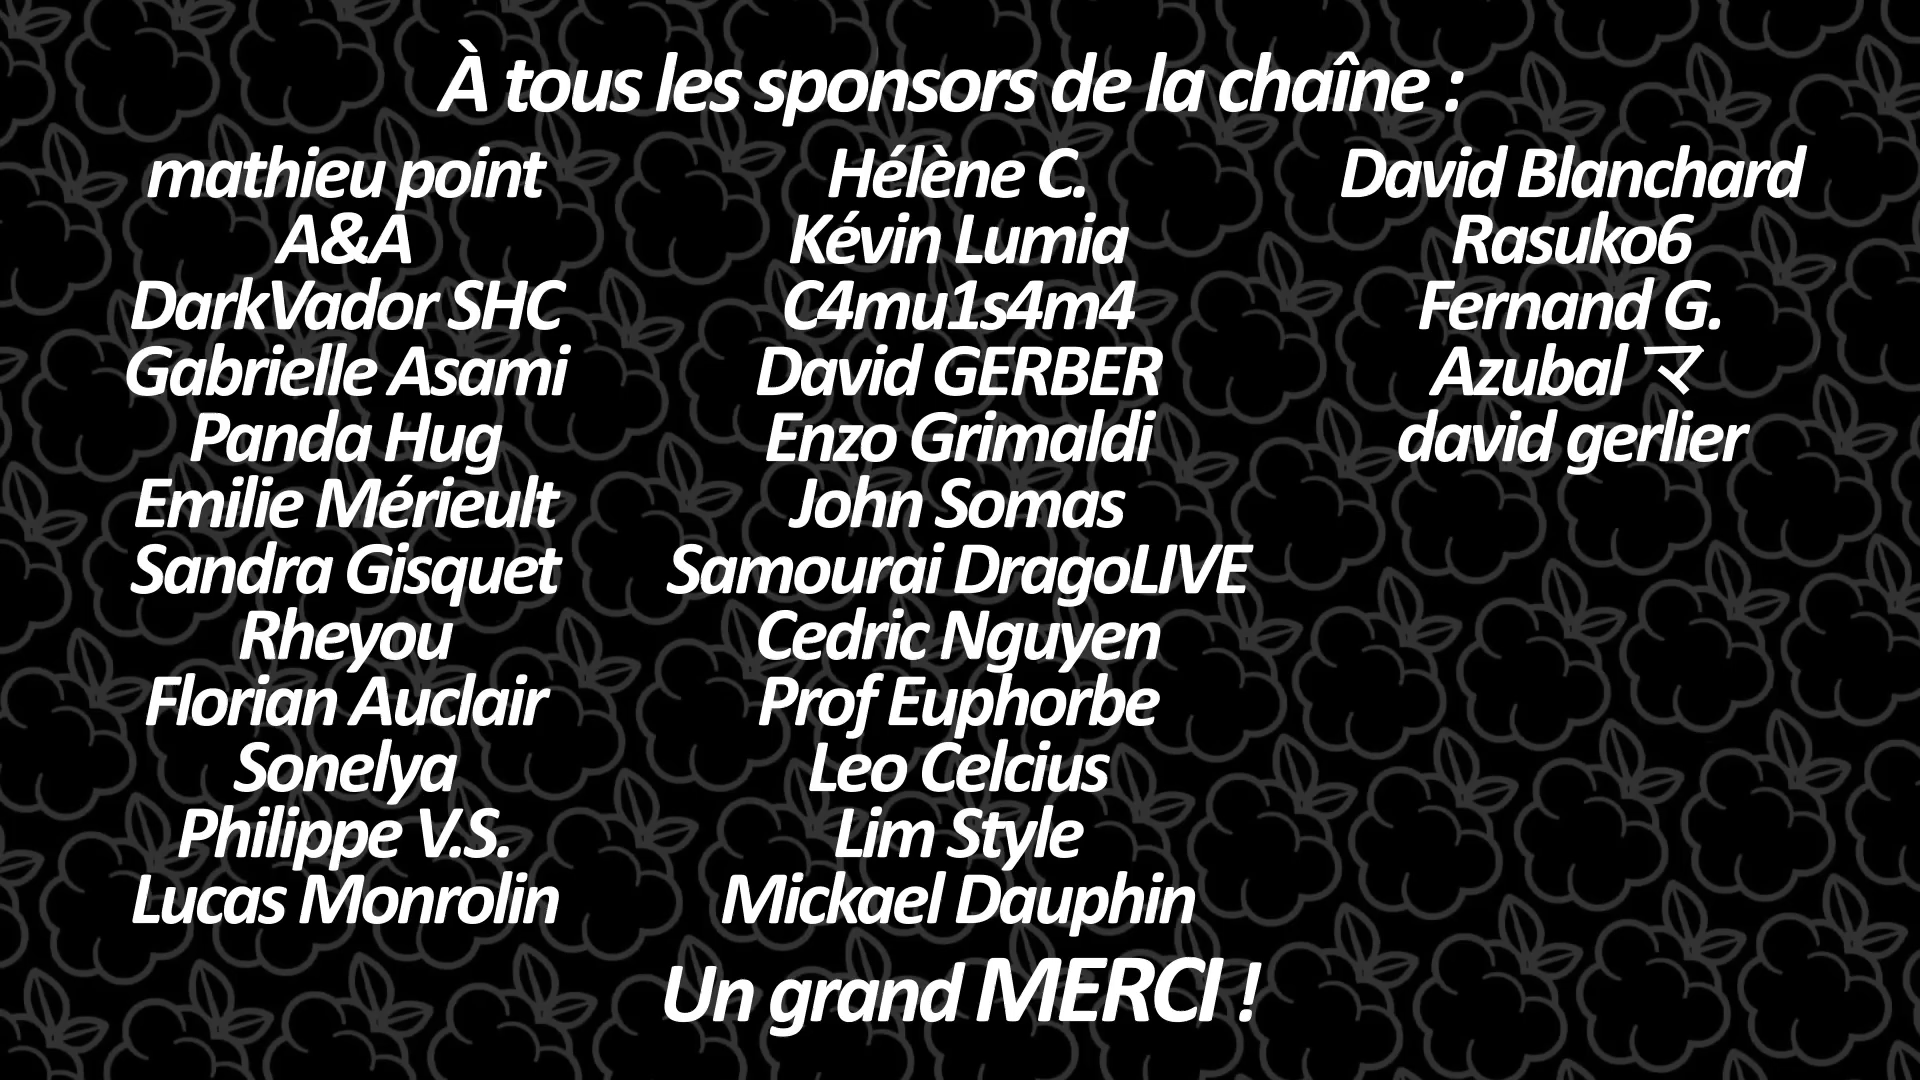 À tous les sponsors de la chaîne :
mathieu point
A&A
DarkVador SHC
Gabrielle Asami
Panda Hug
Emilie Mérieult
Sandra Gisquet
Rheyou
Florian Auclair
Sonelya
Philippe V.S.
Lucas Monrolin
Hélène C.
Kévin Lumia
C4mu1s4m4
David GERBER
Enzo Grimaldi
John Somas
Samourai DragoLIVE
Cedric Nguyen
Prof Euphorbe
Leo Celcius
Lim Style
Mickael Dauphin
David Blanchard
Rasuko6
Fernand G.
Azubal マ
david gerlier
Un grand MERCI !